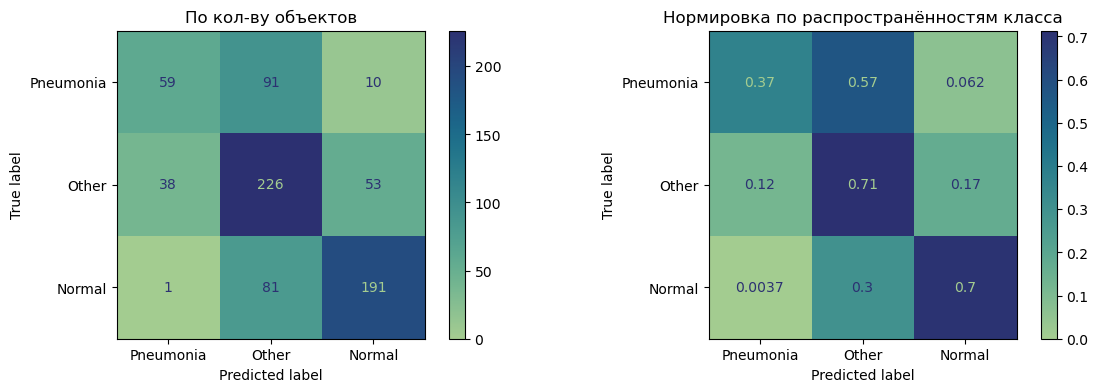 По кол-ву объектов
True label
Pneumonia 59 91 10
Other 38 226 53
Normal 1 81 191
Pneumonia Other Normal
Predicted label
200
150
100
50
0
Нормировка по распространённостям класса
True label
Pneumonia 0.37 0.57 0.062
Other 0.12 0.71 0.17
Normal 0.0037 0.3 0.7
Pneumonia Other Normal
Predicted label
0.7
0.6
0.5
0.4
0.3
0.2
0.1
0.0